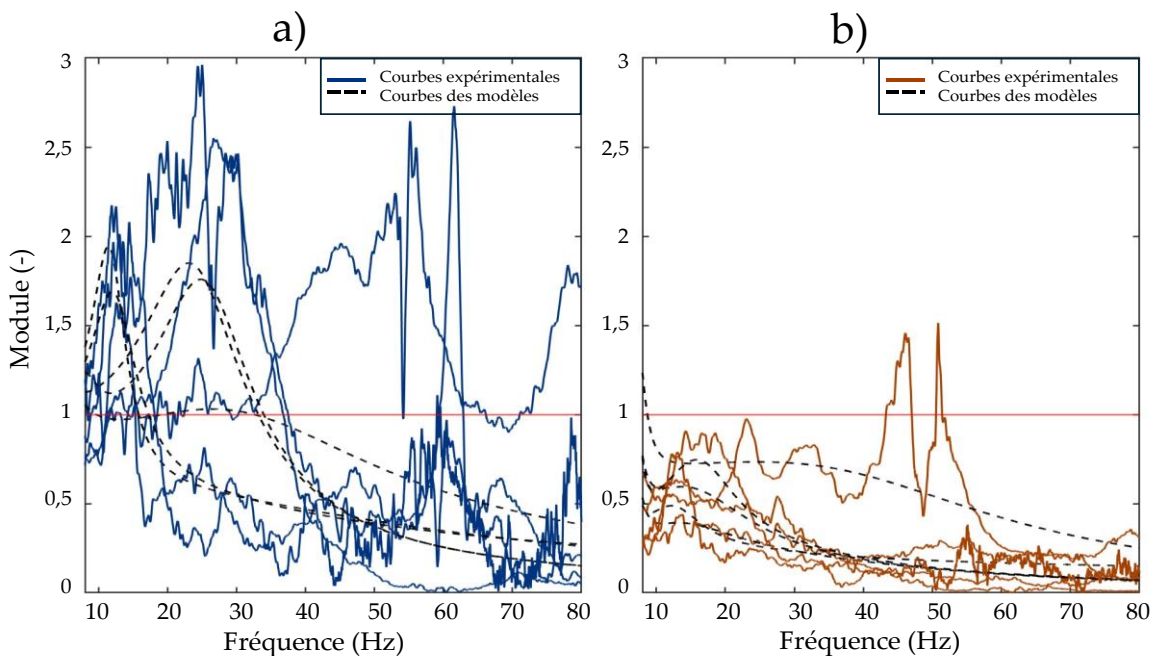 a)
b)
Courbes expérimentales
Courbes des modèles
Courbes expérimentales
Courbes des modèles
3
2,5
2
1,5
1
0,5
0
Module (-)
3
2,5
2
1,5
1
0,5
0
10 20 30 40 50 60 70 80
10 20 30 40 50 60 70 80
Fréquence (Hz)
Fréquence (Hz)